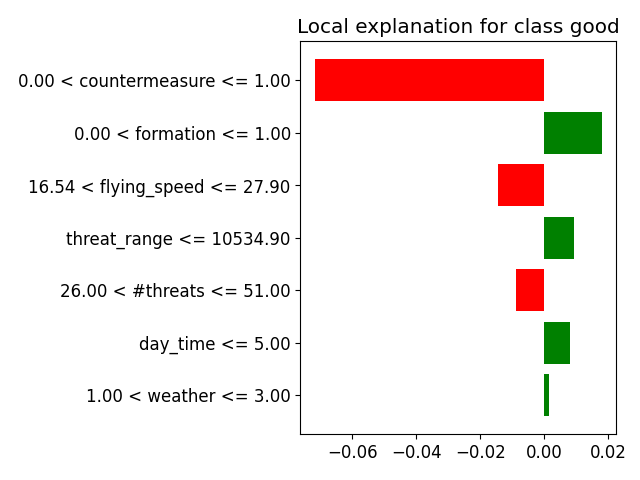 Local explanation for class good
0.00 < countermeasure <= 1.00
0.00 < formation <= 1.00
16.54 < flying_speed <= 27.90
threat_range <= 10534.90
26.00 < #threats <= 51.00
day_time <= 5.00
1.00 < weather <= 3.00
−0.06 −0.04 −0.02 0.00 0.02